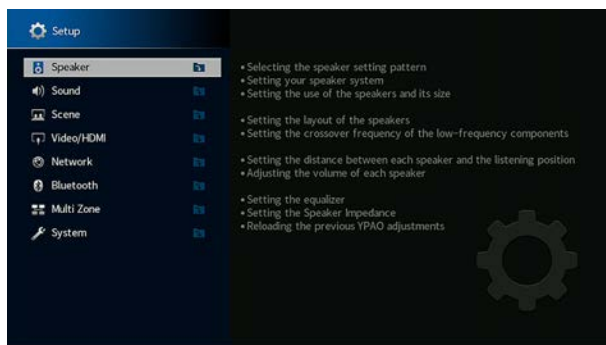 Setup
Speaker
Sound
Scene
Video/HDMI
Network
Bluetooth
Multi Zone
System
• Selecting the speaker setting pattern
• Setting your speaker system
• Setting the use of the speakers and its size
• Setting the layout of the speakers
• Setting the crossover frequency of the low-frequency components
• Setting the distance between each speaker and the listening position
• Adjusting the volume of each speaker
• Setting the equalizer
• Setting the Speaker Impedance
• Reloading the previous YPAO adjustments